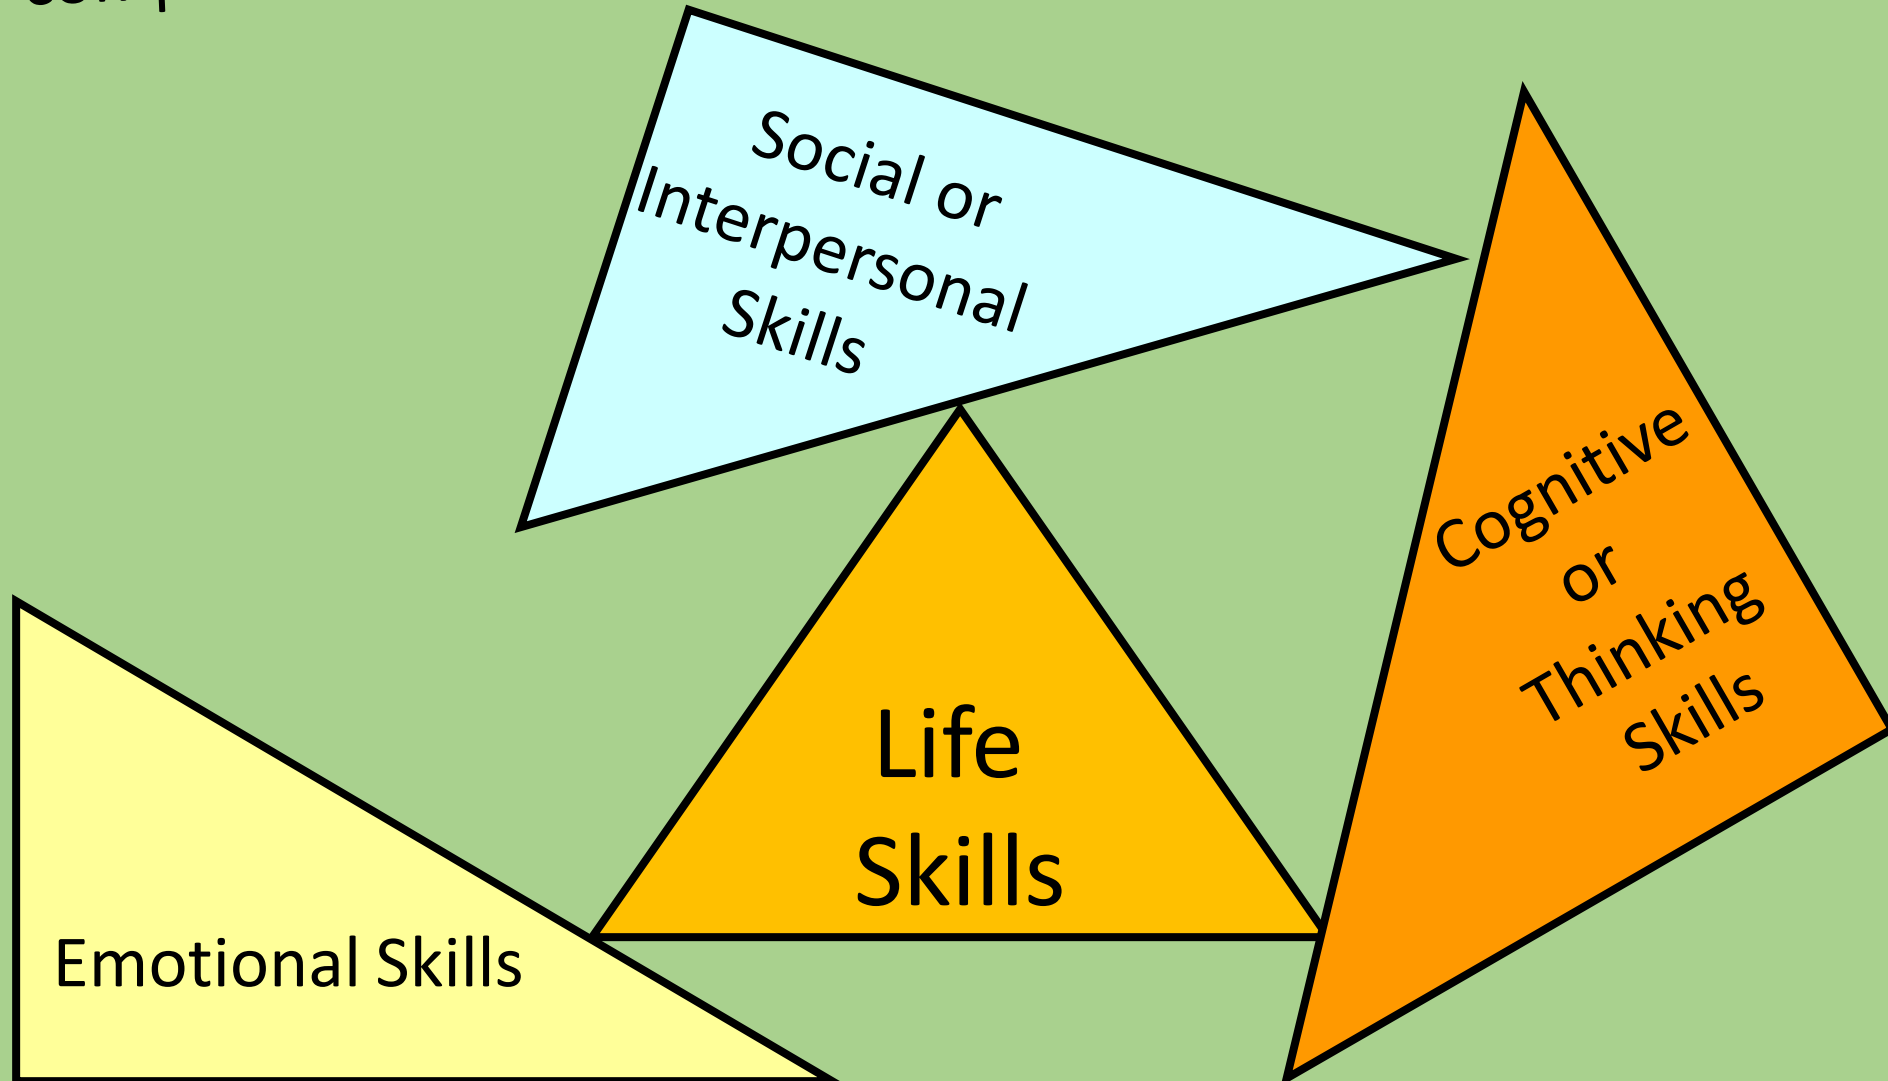 Social or
Interpersonal
Skills
Cognitive
or
Thinking
Skills
Life
Skills
Emotional Skills